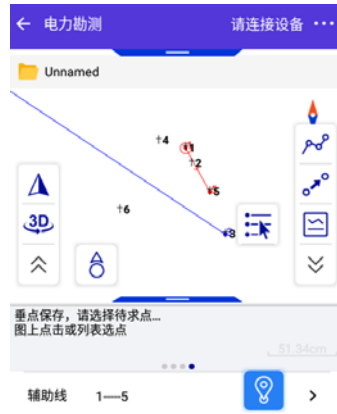 电力勘测 请连接设备 ···
Unnamed
4
1
2
5
6
3
3D
垂点保存，请选择待求点...
图上点击或列表选点
51.34cm
辅助线 1—5